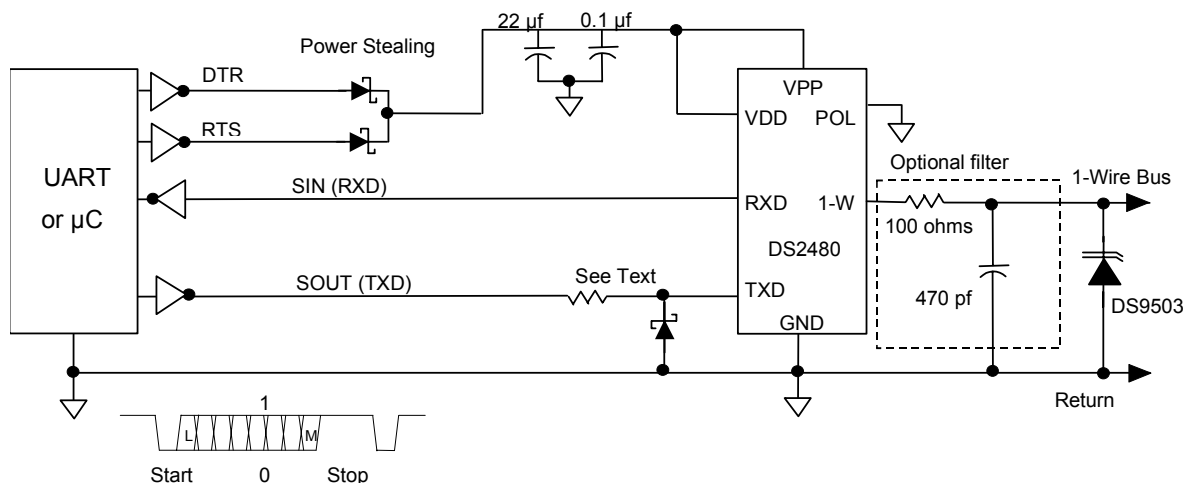 22 µf
0.1 µf
Power Stealing
DTR
RTS
UART
or µC
SIN (RXD)
SOUT (TXD)
See Text
VPP
VDD
POL
RXD
1-W
DS2480
TXD
GND
Optional filter
100 ohms
470 pf
1-Wire Bus
DS9503
Return
1
L
M
Start
0
Stop